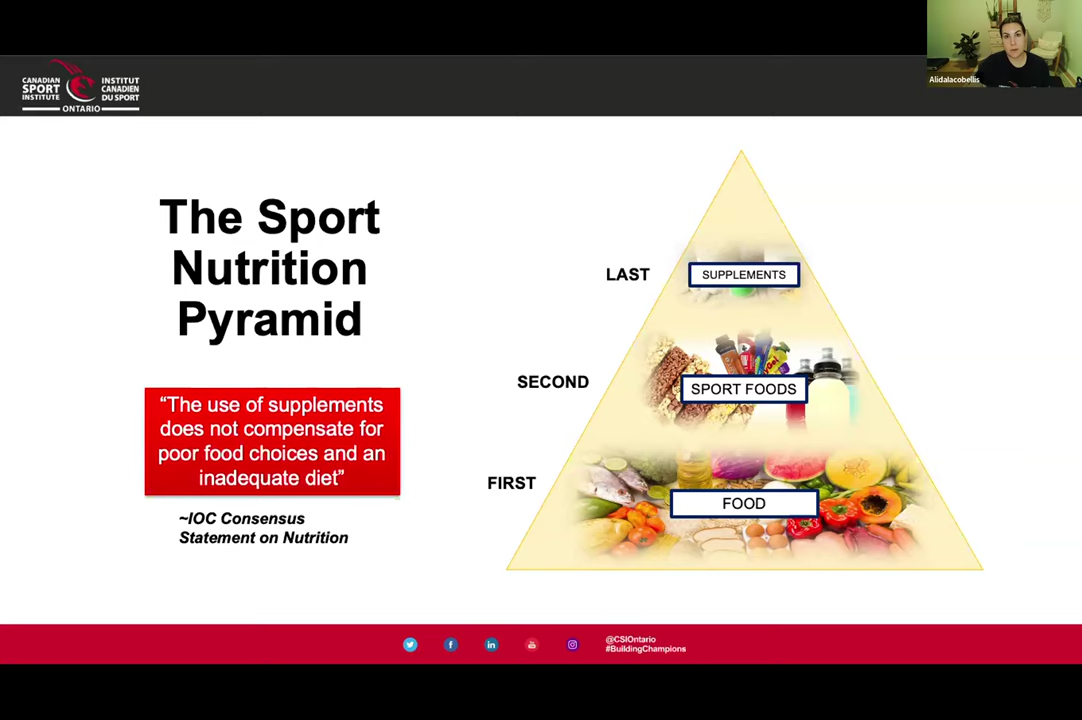 CANADIAN
SPORT
INSTITUTE
INSTITUT
CANADIEN
DU SPORT
ONTARIO
AlidaIacobellis
The Sport
Nutrition
Pyramid
“The use of supplements
does not compensate for
poor food choices and an
inadequate diet”
~IOC Consensus
Statement on Nutrition
LAST
SUPPLEMENTS
SECOND
SPORT FOODS
FIRST
FOOD
@CSIOntario
#BuildingChampions